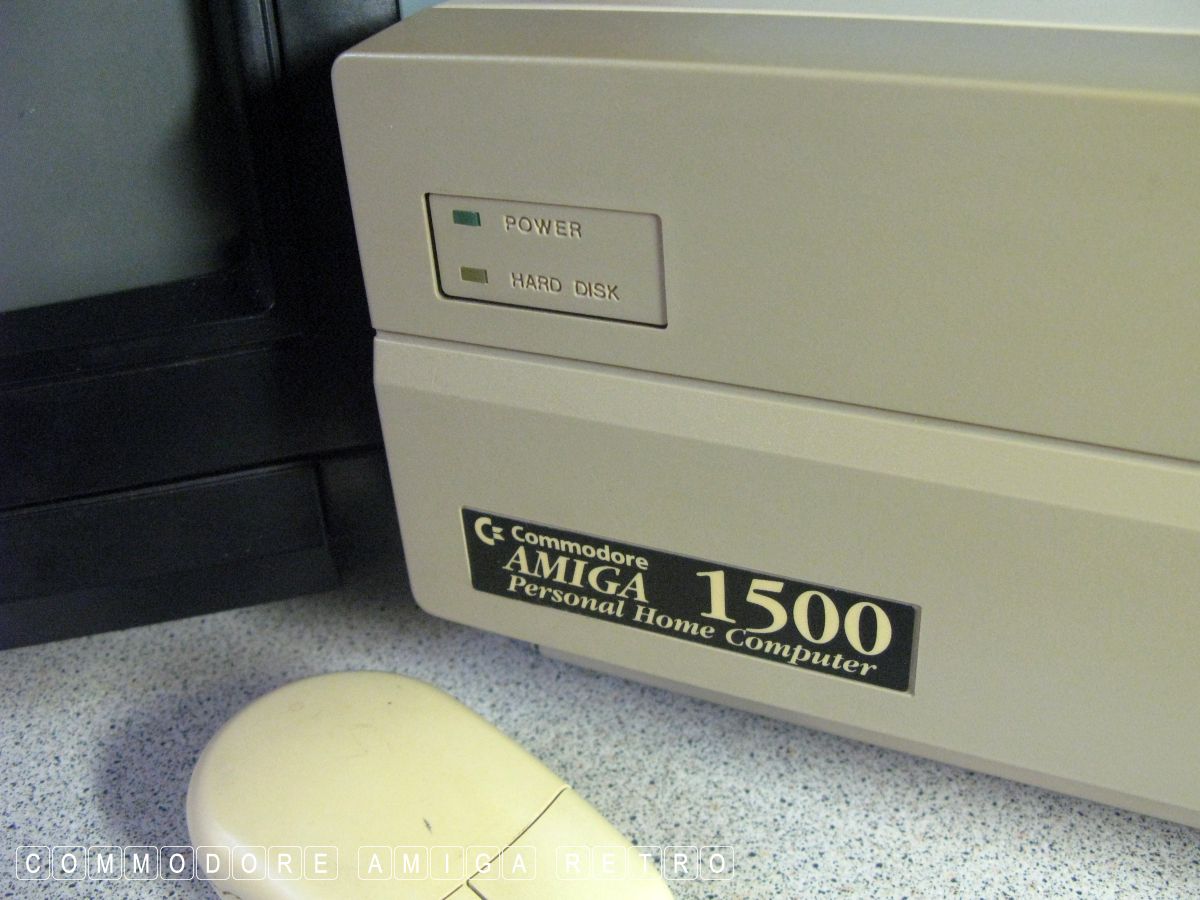 POWER
HARD DISK
Commodore
AMIGA 1500
Personal Home Computer
COMMODORE AMIGA RETRO